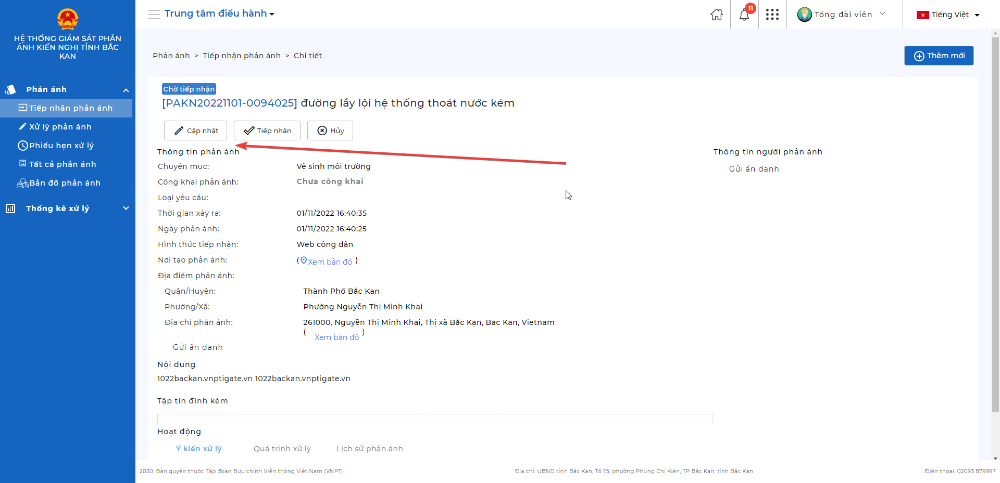 HỆ THỐNG GIÁM SÁT PHẢN
ÁNH KIẾN NGHỊ TỈNH BẮC
KẠN
Phản ánh
Tiếp nhận phản ánh
Xử lý phản ánh
Phiếu hẹn xử lý
Tất cả phản ánh
Bản đồ phản ánh
Thống kê xử lý
Trung tâm điều hành
11
Tổng đài viên
Tiếng Việt
Phản ánh > Tiếp nhận phản ánh > Chi tiết
Thêm mới
Chờ tiếp nhận
[PAKN20221101-0094025] đường lầy lội hệ thống thoát nước kém
Cập nhật
Tiếp nhận
Hủy
Thông tin phản ánh
Chuyên mục: Vệ sinh môi trường
Công khai phản ánh: Chưa công khai
Loại yêu cầu:
Thời gian xảy ra: 01/11/2022 16:40:35
Ngày phản ánh: 01/11/2022 16:40:25
Hình thức tiếp nhận: Web công dân
Nơi tạo phản ánh: ( Xem bản đồ )
Địa điểm phản ánh:
Quận/Huyện: Thành Phố Bắc Kạn
Phường/Xã: Phường Nguyễn Thị Minh Khai
Địa chỉ phản ánh: 261000, Nguyễn Thị Minh Khai, Thị xã Bắc Kạn, Bac Kan, Vietnam
( Xem bản đồ )
Gửi ẩn danh
Nội dung
1022backan.vnptigate.vn 1022backan.vnptigate.vn
Tập tin đính kèm
Hoạt động
Ý kiến xử lý
Quá trình xử lý
Lịch sử phản ánh
Thông tin người phản ánh
Gửi ẩn danh
2020, Bản quyền thuộc Tập đoàn Bưu chính Viễn thông Việt Nam (VNPT)
Địa chỉ: UBND tỉnh Bắc Kạn, Tổ 1B, phường Phùng Chí Kiên, TP Bắc Kạn, tỉnh Bắc Kạn
Điện thoại: 02093 879997